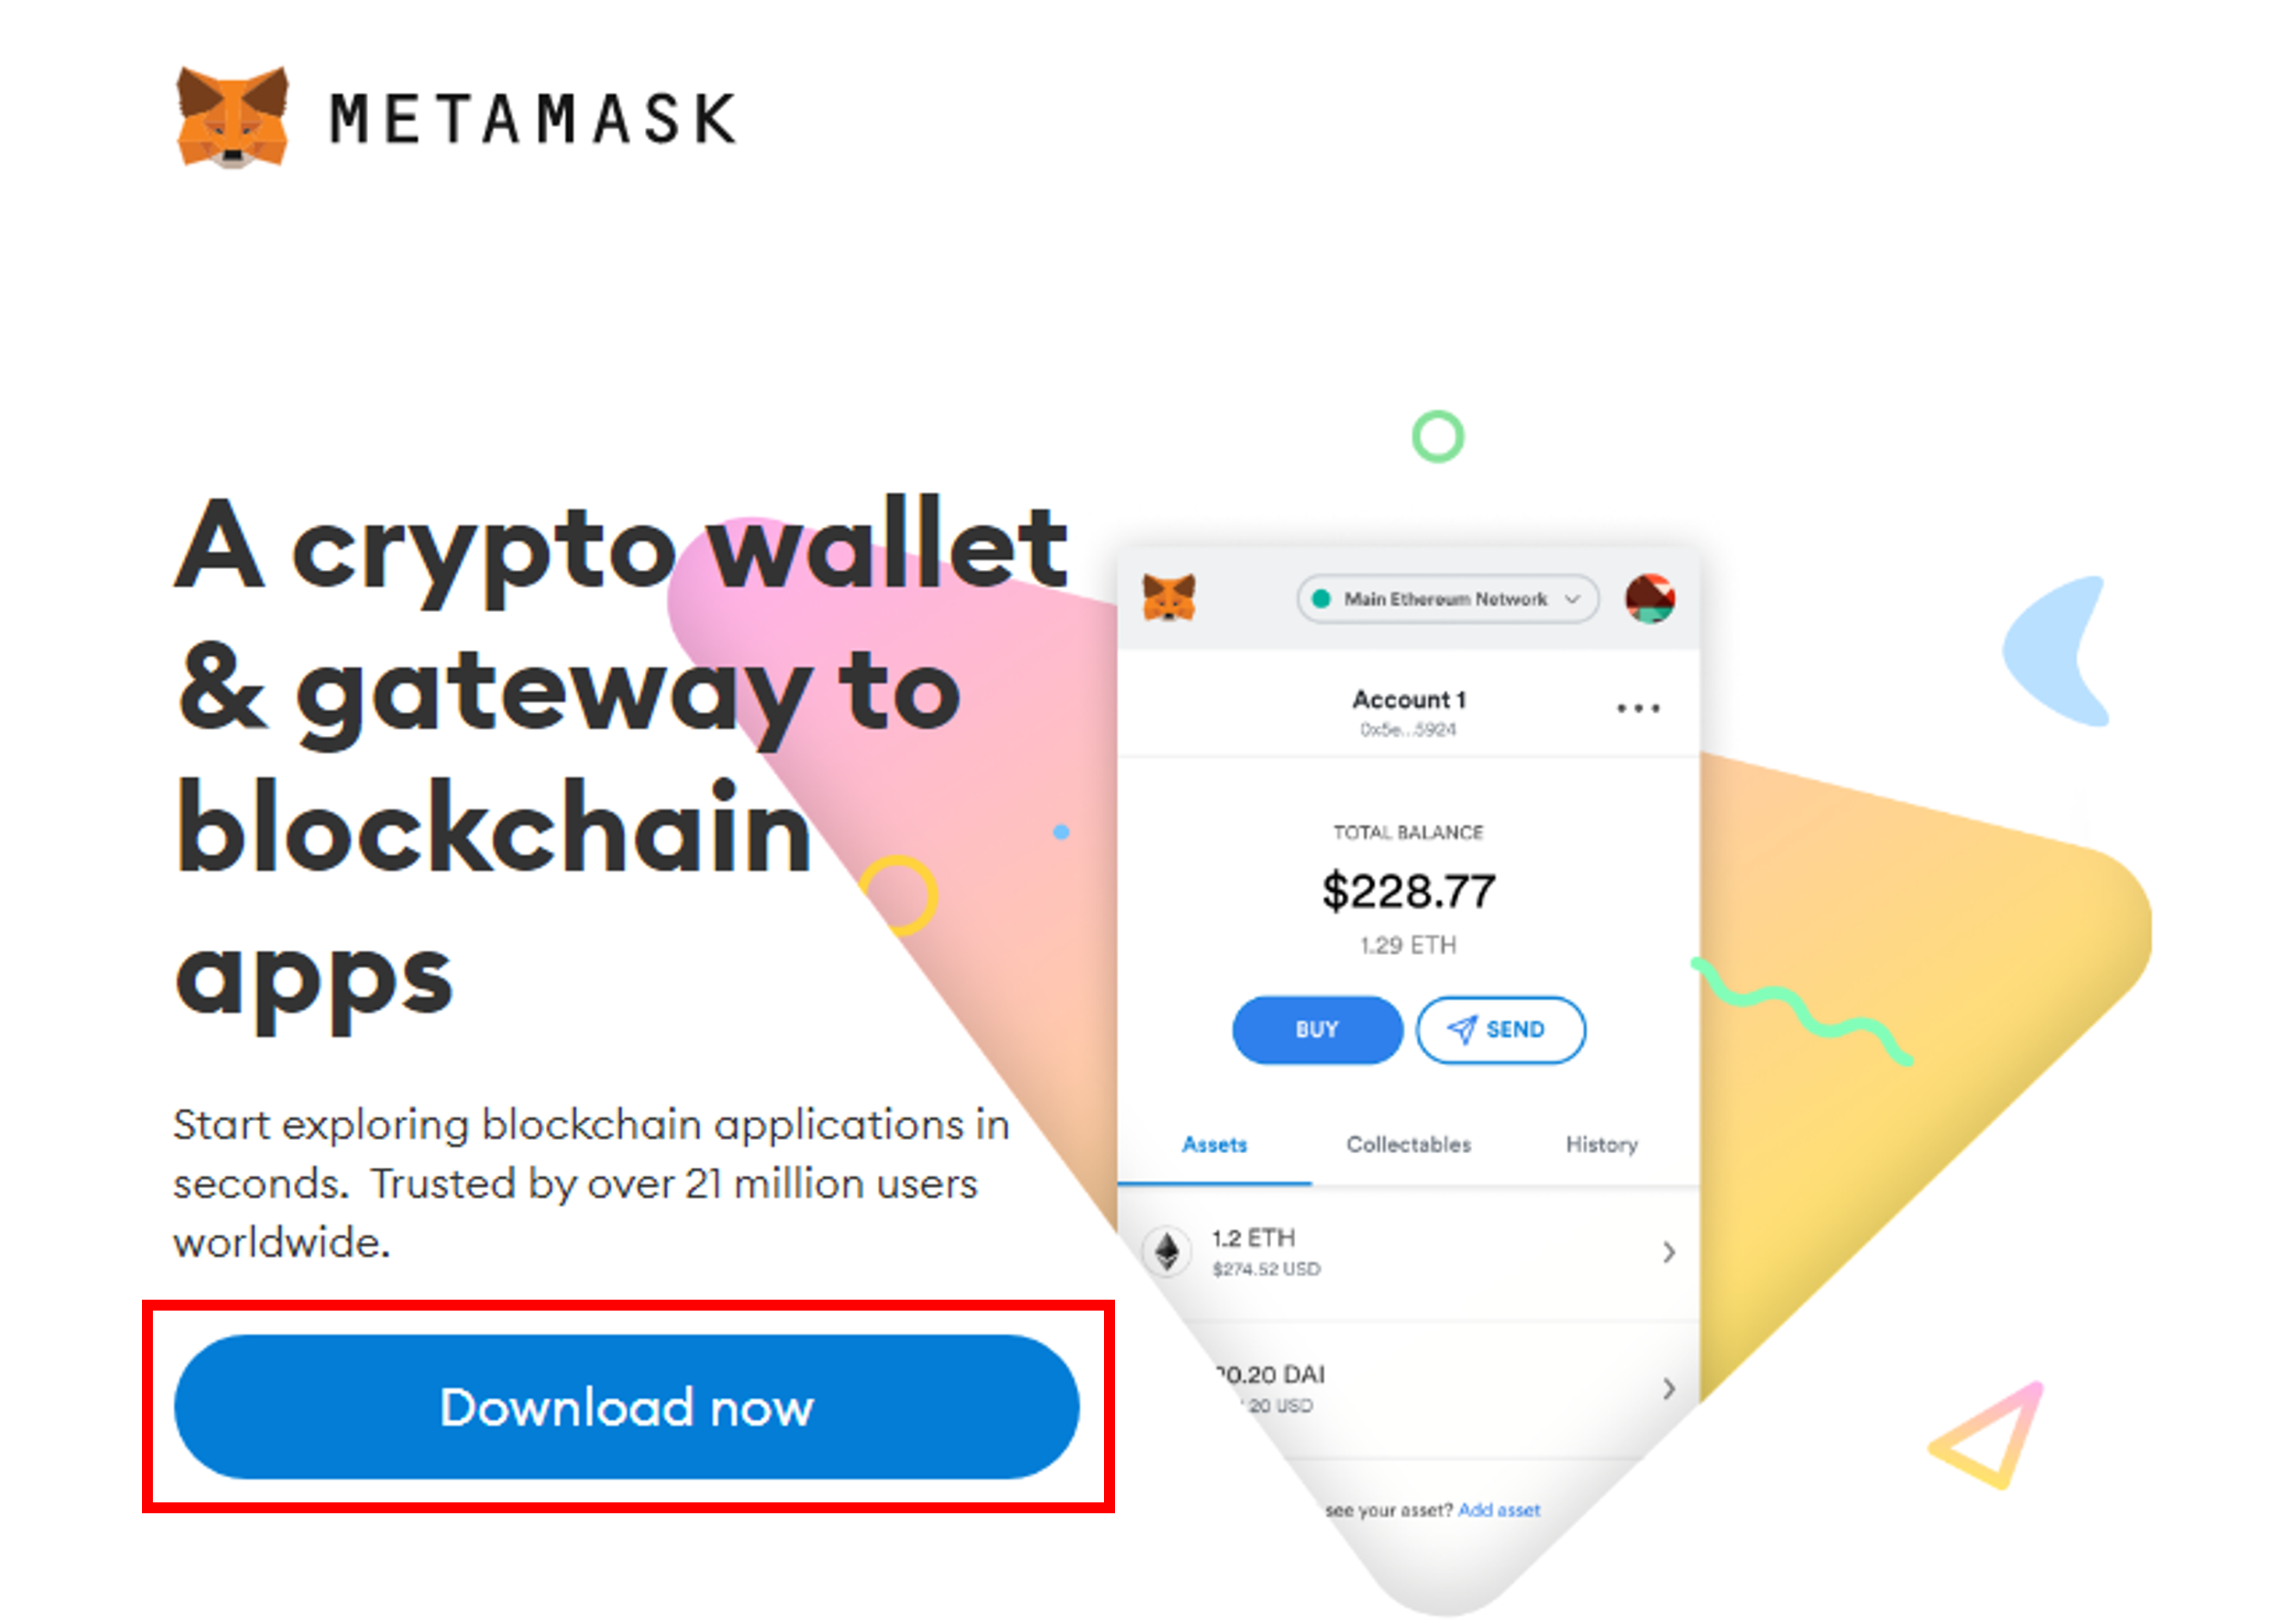 METAMASK
A crypto wallet
& gateway to
blockchain
apps
Start exploring blockchain applications in
seconds. Trusted by over 21 million users
worldwide.
Download now
Main Ethereum Network
Account 1
0x5e...5924
TOTAL BALANCE
$228.77
1.29 ETH
BUY
SEND
Assets
Collectables
History
1.2 ETH
$274.52 USD
0.20 DAI
20 USD
see your asset? Add asset